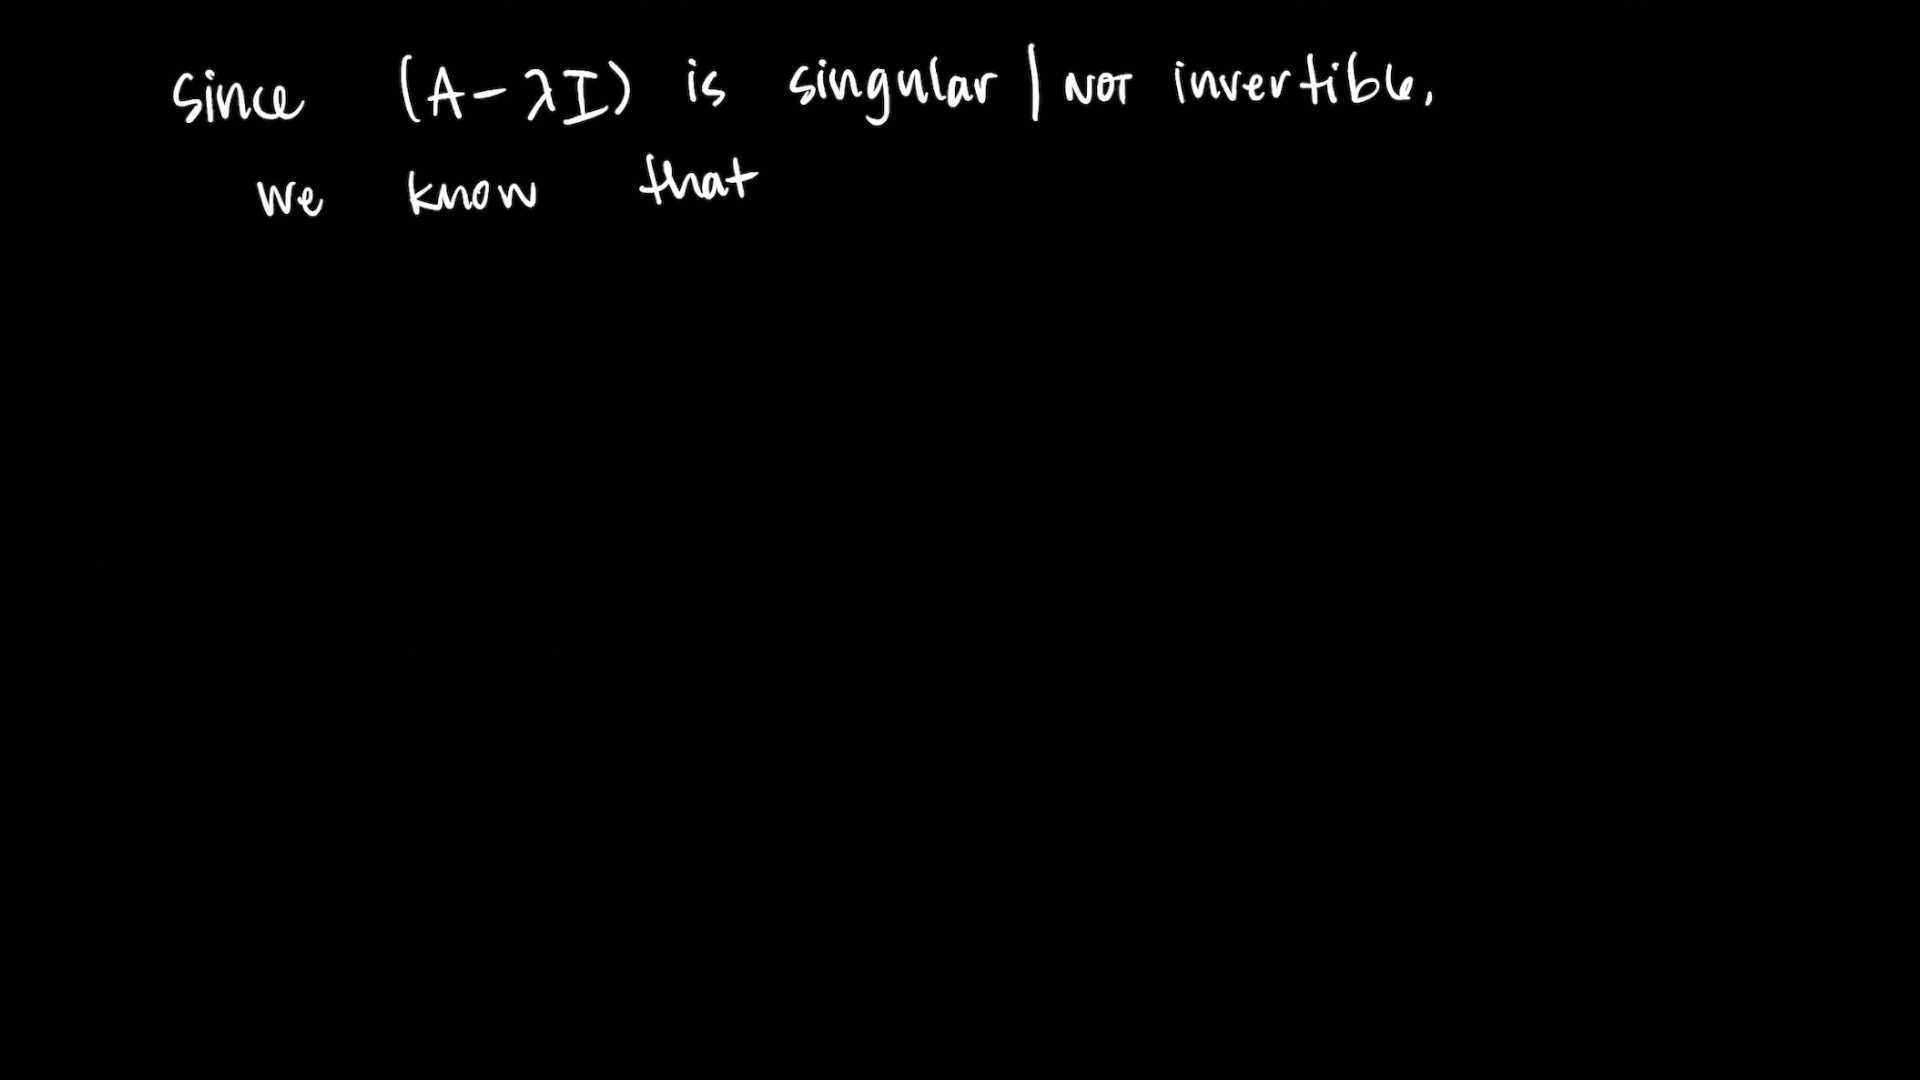 since (A-λI) is singular | NOT invertible,
we know that